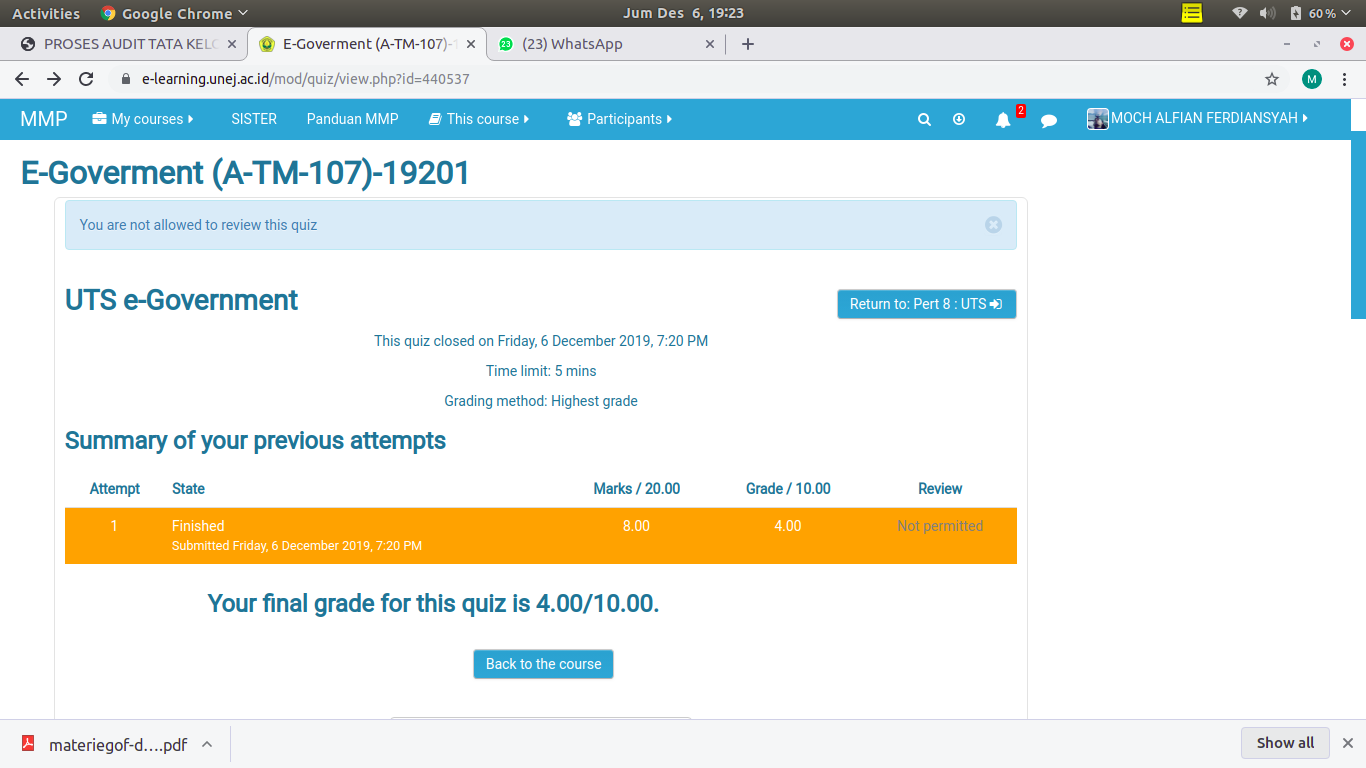 Activities Google Chrome Jum Des 6, 19:23 60 %
PROSES AUDIT TATA KELO E-Goverment (A-TM-107)-1 23 (23) WhatsApp
e-learning.unej.ac.id/mod/quiz/view.php?id=440537 M
MMP My courses SISTER Panduan MMP This course Participants 2 MOCH ALFIAN FERDIANSYAH
E-Goverment (A-TM-107)-19201
You are not allowed to review this quiz
UTS e-Government
Return to: Pert 8 : UTS
This quiz closed on Friday, 6 December 2019, 7:20 PM
Time limit: 5 mins
Grading method: Highest grade
Summary of your previous attempts
Attempt State Marks / 20.00 Grade / 10.00 Review
1 Finished 8.00 4.00 Not permitted
Submitted Friday, 6 December 2019, 7:20 PM
Your final grade for this quiz is 4.00/10.00.
Back to the course
materiegof-d....pdf Show all